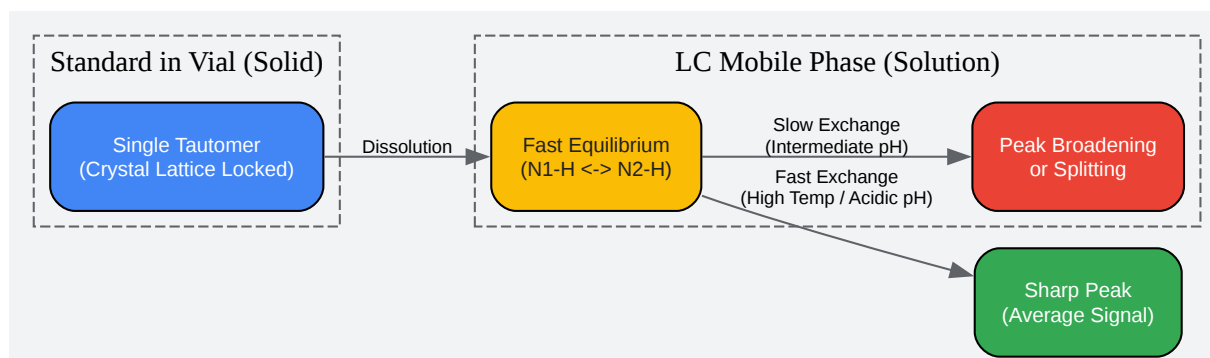 Standard in Vial (Solid)
LC Mobile Phase (Solution)
Single Tautomer
(Crystal Lattice Locked)
Dissolution
Fast Equilibrium
(N1-H <-> N2-H)
Slow Exchange
(Intermediate pH)
Fast Exchange
(High Temp / Acidic pH)
Peak Broadening
or Splitting
Sharp Peak
(Average Signal)